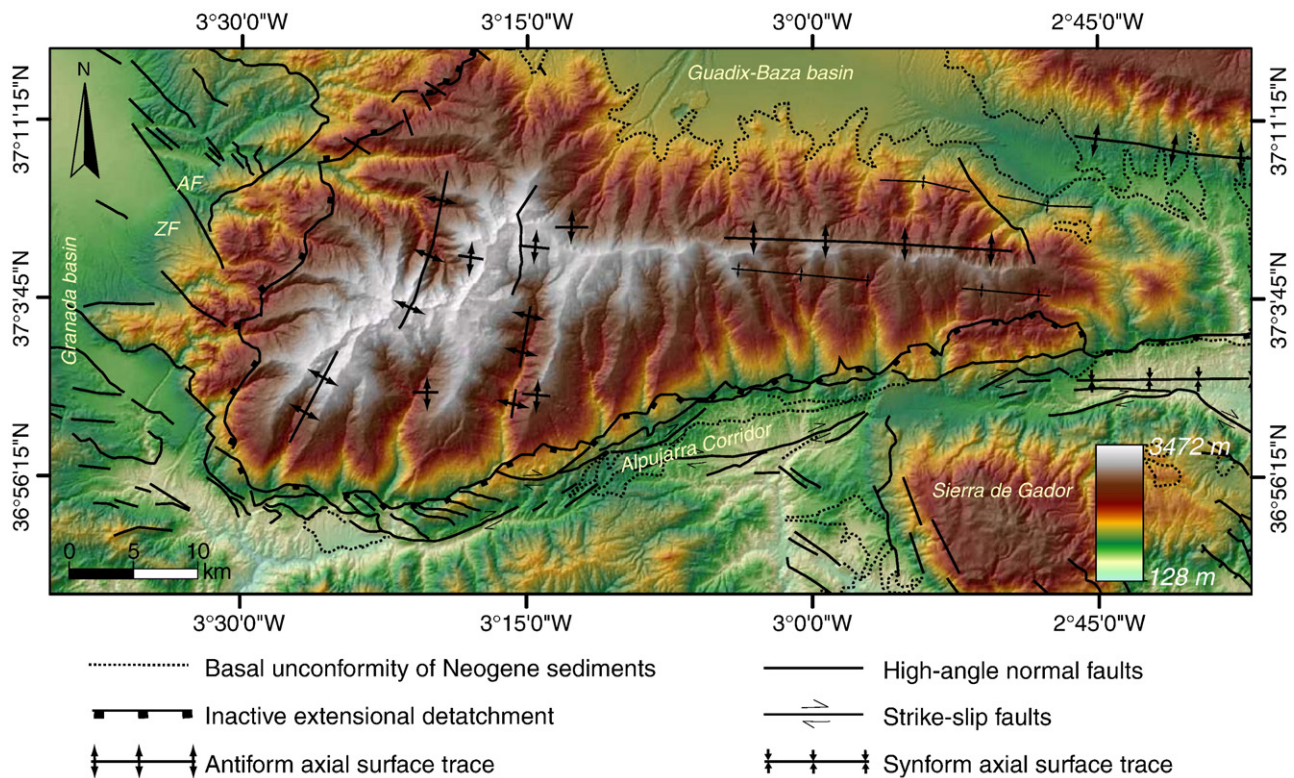 3°30'0"W
3°15'0"W
3°0'0"W
2°45'0"W
N
Guadix-Baza basin
37°11'15"N
37°11'15"N
AF
ZF
Granada basin
37°3'45"N
37°3'45"N
Alpujarra Corridor
3472 m
36°56'15"N
36°56'15"N
Sierra de Gador
0 5 10
km
128 m
3°30'0"W
3°15'0"W
3°0'0"W
2°45'0"W
Basal unconformity of Neogene sediments
High-angle normal faults
Inactive extensional detatchment
Strike-slip faults
Antiform axial surface trace
Synform axial surface trace